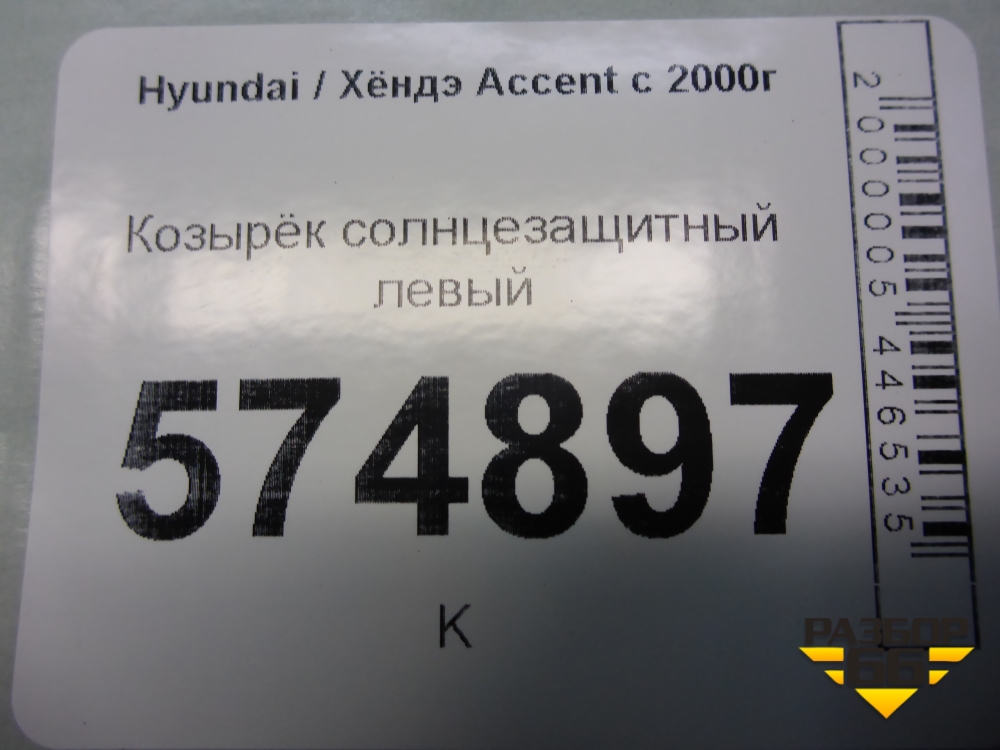 Hyundai / Хёндэ Accent с 2000г
Козырёк солнцезащитный
левый
574897
К
2000005446535
РАЗБОР
66